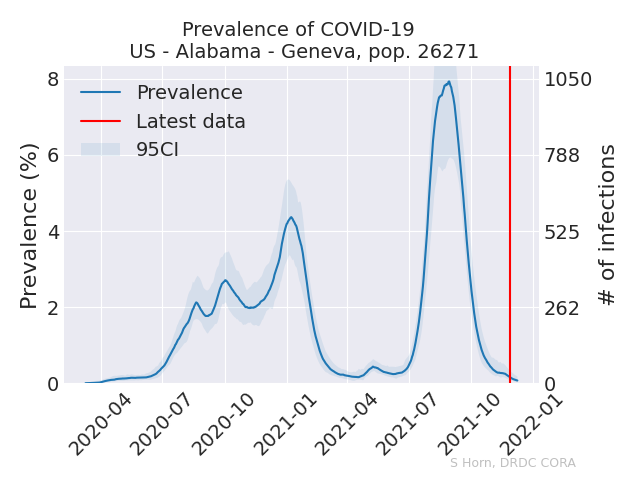 Prevalence of COVID-19
US - Alabama - Geneva, pop. 26271
Prevalence
Latest data
95CI
Prevalence (%)
8
6
4
2
0
# of infections
1050
788
525
262
0
2020-04
2020-07
2020-10
2021-01
2021-04
2021-07
2021-10
2022-01
S Horn, DRDC CORA